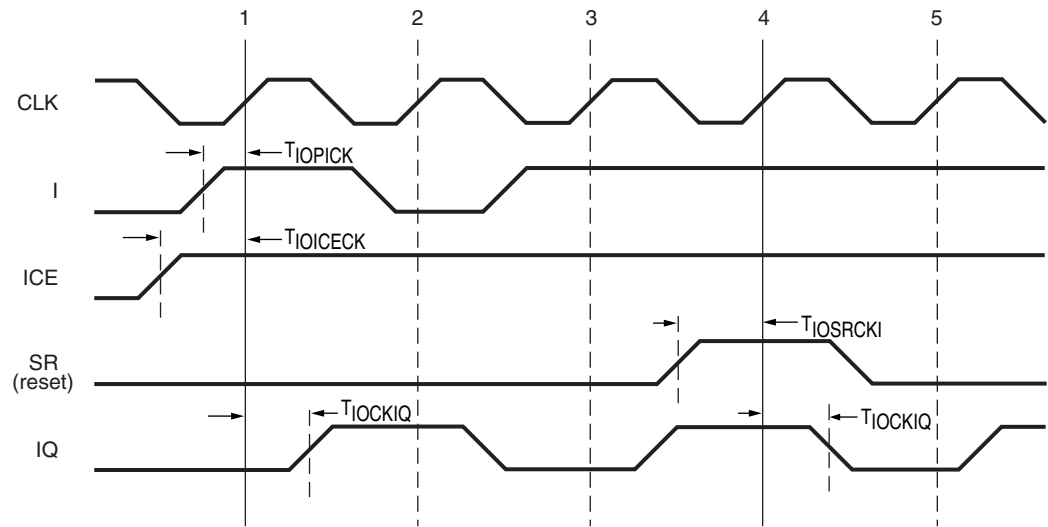 1 2 3 4 5
CLK
TIOPICK
I
TIOICECK
ICE
TIOSRCKI
SR
(reset)
TIOCKIQ TIOCKIQ
IQ